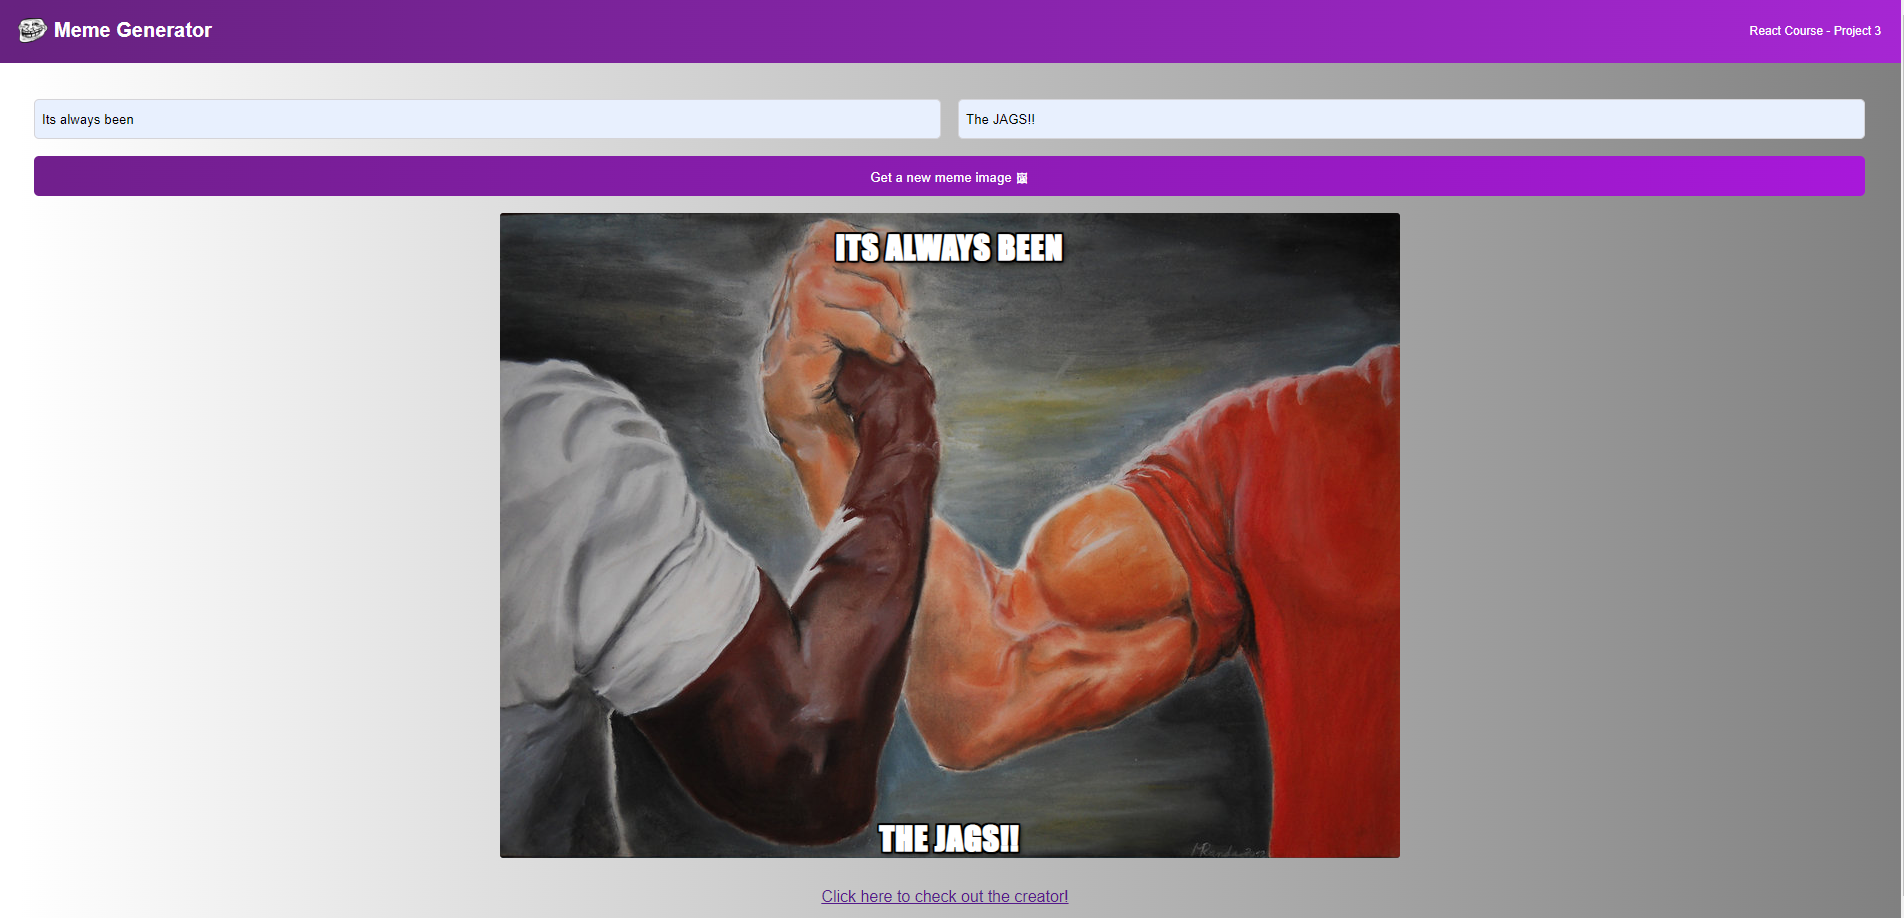 Meme Generator
React Course - Project 3
Its always been
The JAGS!!
Get a new meme image
ITS ALWAYS BEEN
THE JAGS!!
Click here to check out the creator!